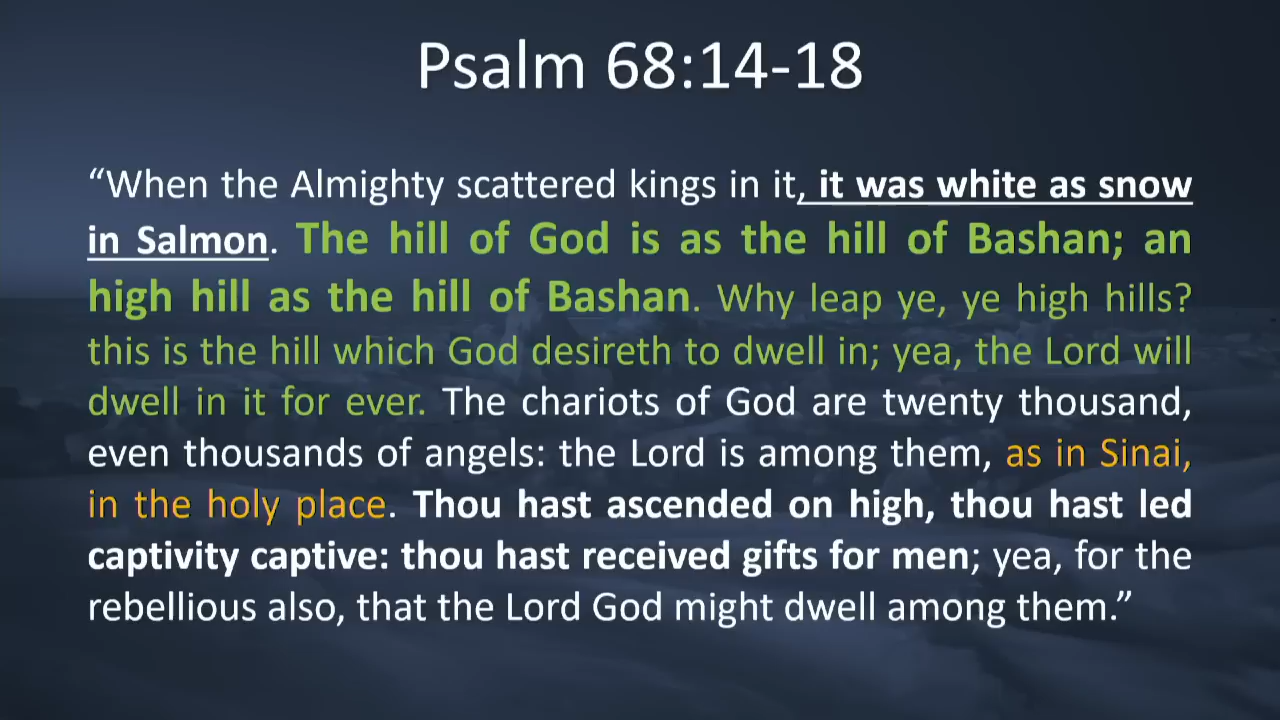 Psalm 68:14-18
“When the Almighty scattered kings in it, it was white as snow
in Salmon. The hill of God is as the hill of Bashan; an
high hill as the hill of Bashan. Why leap ye, ye high hills?
this is the hill which God desireth to dwell in; yea, the Lord will
dwell in it for ever. The chariots of God are twenty thousand,
even thousands of angels: the Lord is among them, as in Sinai,
in the holy place. Thou hast ascended on high, thou hast led
captivity captive: thou hast received gifts for men; yea, for the
rebellious also, that the Lord God might dwell among them.”